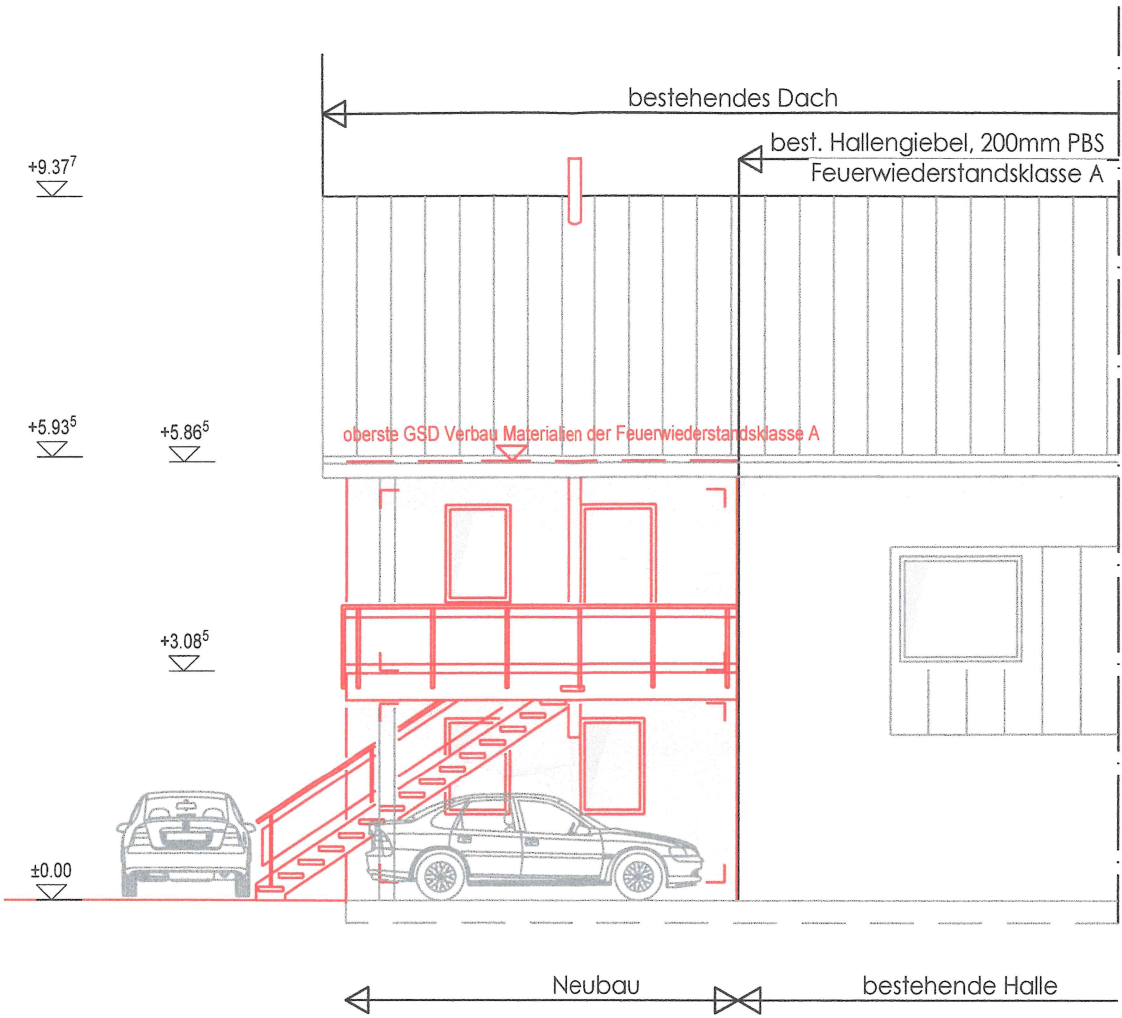 bestehendes Dach
best. Hallengiebel, 200mm PBS
Feuerwiederstandsklasse A
+9.37⁷
+5.93⁵
+5.86⁵
oberste GSD Verbau Materialien der Feuerwiederstandsklasse A
+3.08⁵
±0.00
Neubau
bestehende Halle